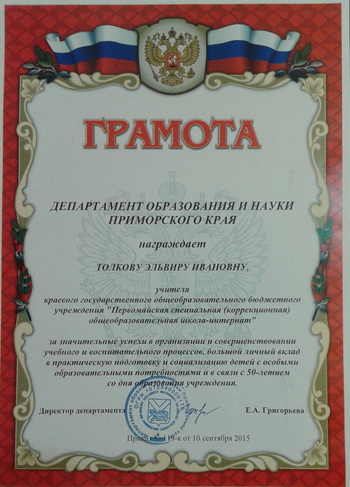 ГРАМОТА
ДЕПАРТАМЕНТ ОБРАЗОВАНИЯ И НАУКИ
ПРИМОРСКОГО КРАЯ
награждает
ТОЛКОВУ ЭЛЬВИРУ ИВАНОВНУ,
учителя
краевого государственного общеобразовательного бюджетного
учреждения "Первомайская специальная (коррекционная)
общеобразовательная школа-интернат"
за значительные успехи в организации и совершенствовании
учебного и воспитательного процессов, большой личный вклад
в практическую подготовку и социализацию детей с особыми
образовательными потребностями и в связи с 50-летием
со дня образования учреждения.
Директор департамента
Е.А. Григорьева
от 10 сентября 2015